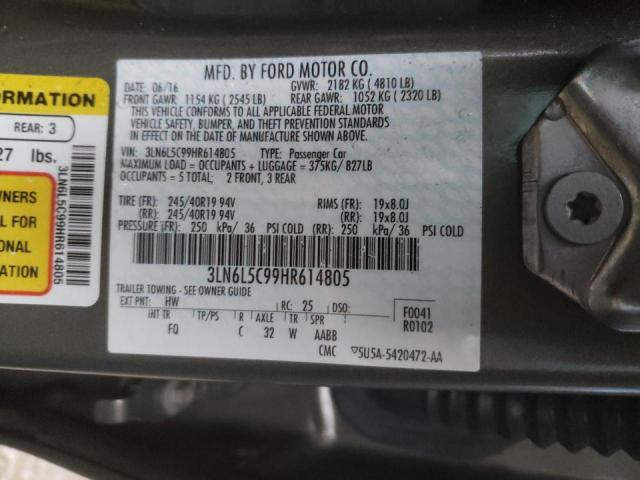 ORMATION
REAR: 3
27 lbs.
3LN6L5C99HR614805
WNERS
L FOR
ONAL
TION
MFD. BY FORD MOTOR CO.
DATE: 06/16 GVWR: 2182 KG (4810 LB)
FRONT GAWR: 1154 KG (2545 LB) REAR GAWR: 1052 KG (2320 LB)
THIS VEHICLE CONFORMS TO ALL APPLICABLE FEDERAL MOTOR
VEHICLE SAFETY, BUMPER, AND THEFT PREVENTION STANDARDS
IN EFFECT ON THE DATE OF MANUFACTURE SHOWN ABOVE.
VIN: 3LN6L5C99HR614805 TYPE: Passenger Car
MAXIMUM LOAD = OCCUPANTS + LUGGAGE = 375KG/ 827LB
OCCUPANTS = 5 TOTAL; 2 FRONT, 3 REAR
TIRE (FR): 245/40R19 94V RIMS (FR): 19x8.0J
(RR): 245/40R19 94V (RR): 19x8.0J
PRESSURE (FR): 250 kPa/ 36 PSI COLD (RR): 250 kPa/ 36 PSI COLD
3LN6L5C99HR614805
TRAILER TOWING - SEE OWNER GUIDE
EXT PNT: HW RC: 25 DSO: F0041
INT TR TP/PS R AXLE TR SPR R0102
FQ C 32 W AABB
CMC ▽5U5A-5420472-AA